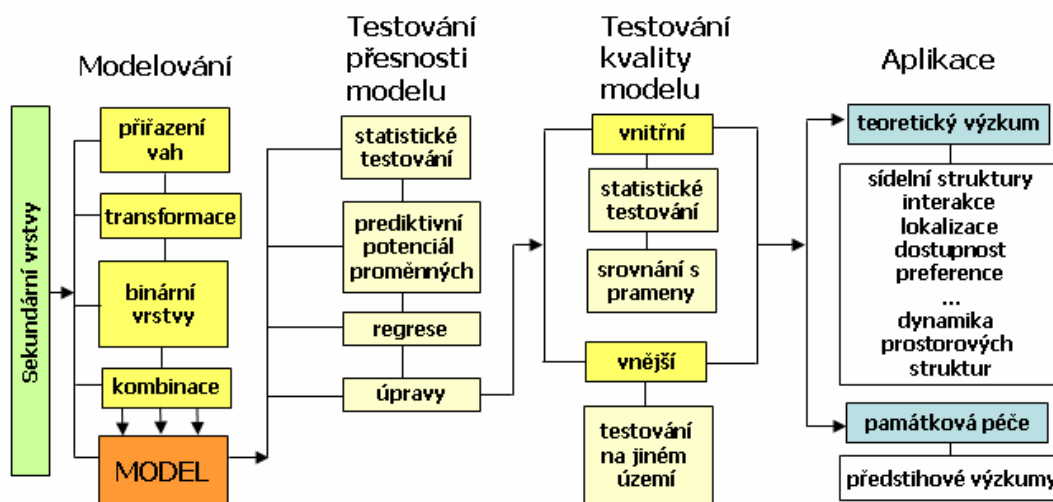 Modelování
Testování
přesnosti
modelu
Testování
kvality
modelu
Aplikace
Sekundární vrstvy
přiřazení
vah
transformace
binární
vrstvy
kombinace
MODEL
statistické
testování
prediktivní
potenciál
proměnných
regrese
úpravy
vnitřní
statistické
testování
srovnání s
prameny
vnější
testování
na jiném
území
teoretický výzkum
sídelní struktury
interakce
lokalizace
dostupnost
preference
...
dynamika
prostorových
struktur
památková péče
předstihové výzkumy